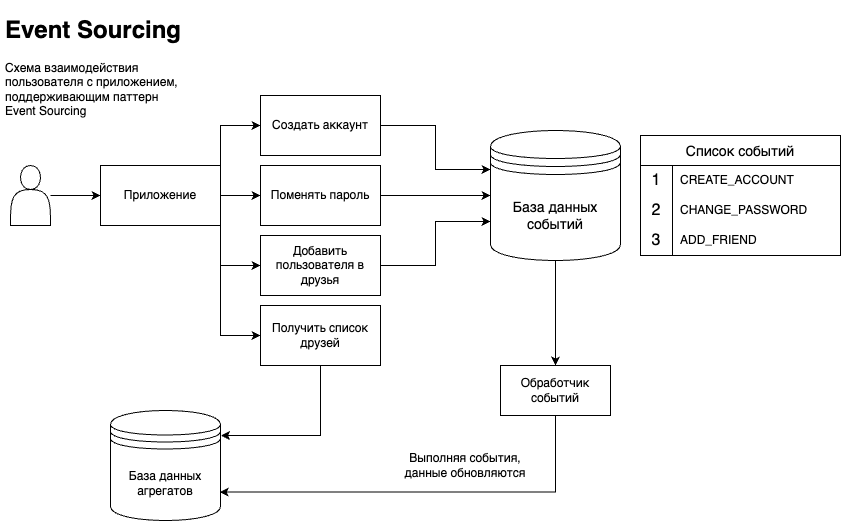 Event Sourcing
Схема взаимодействия
пользователя с приложением,
поддерживающим паттерн
Event Sourcing
Приложение
Создать аккаунт
Поменять пароль
Добавить
пользователя в
друзья
Получить список
друзей
База данных
событий
Список событий
1 CREATE_ACCOUNT
2 CHANGE_PASSWORD
3 ADD_FRIEND
Обработчик
событий
Выполняя события,
данные обновляются
База данных
агрегатов